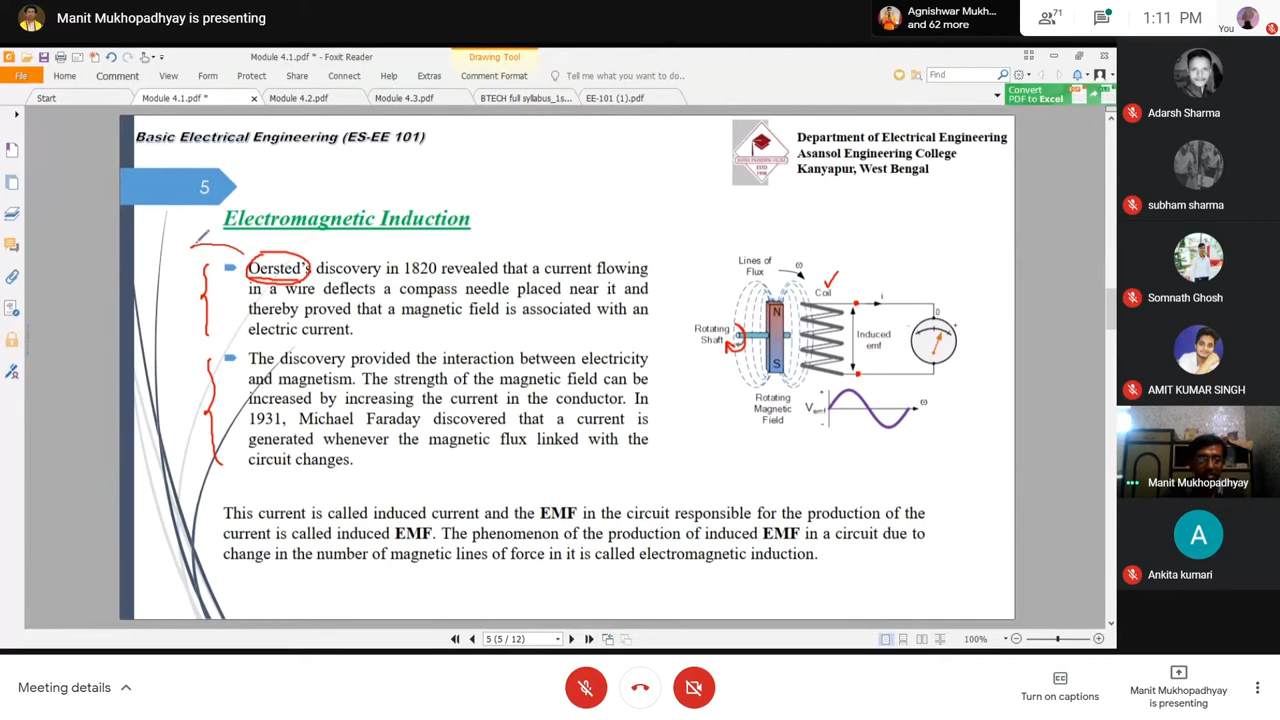 Manit Mukhopadhyay is presenting
Agnishwar Mukh...
and 62 more
71
1:11 PM
You
Module 4.1.pdf * - Foxit Reader
Drawing Tool
File
Home
Comment
View
Form
Protect
Share
Connect
Help
Extras
Comment Format
Tell me what you want to do..
Find
Start
Module 4.1.pdf *
Module 4.2.pdf
Module 4.3.pdf
BTECH full syllabus_1s...
EE-101 (1).pdf
Convert
PDF to Excel
Basic Electrical Engineering (ES-EE 101)
Department of Electrical Engineering
Asansol Engineering College
Kanyapur, West Bengal
5
Electromagnetic Induction
Oersted's discovery in 1820 revealed that a current flowing
in a wire deflects a compass needle placed near it and
thereby proved that a magnetic field is associated with an
electric current.
The discovery provided the interaction between electricity
and magnetism. The strength of the magnetic field can be
increased by increasing the current in the conductor. In
1931, Michael Faraday discovered that a current is
generated whenever the magnetic flux linked with the
circuit changes.
Lines of
Flux
ω
Coil
i
0
- +
N
Rotating
Shaft
Induced
emf
S
Rotating
Magnetic
Field
+
Vemf
-
ω
This current is called induced current and the EMF in the circuit responsible for the production of the
current is called induced EMF. The phenomenon of the production of induced EMF in a circuit due to
change in the number of magnetic lines of force in it is called electromagnetic induction.
5 (5 / 12)
100%
Adarsh Sharma
subham sharma
Somnath Ghosh
AMIT KUMAR SINGH
Manit Mukhopadhyay
A
Ankita kumari
Meeting details
Turn on captions
Manit Mukhopadhyay
is presenting